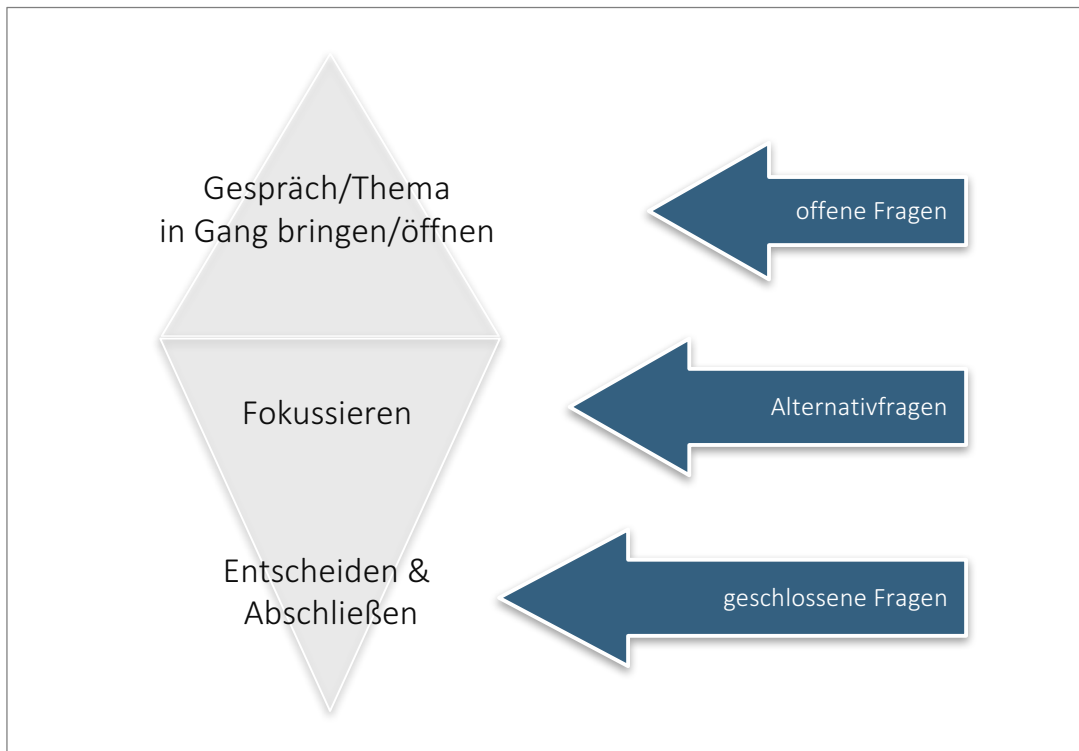 Gespräch/Thema
in Gang bringen/öffnen
offene Fragen
Fokussieren
Alternativfragen
Entscheiden &
Abschließen
geschlossene Fragen